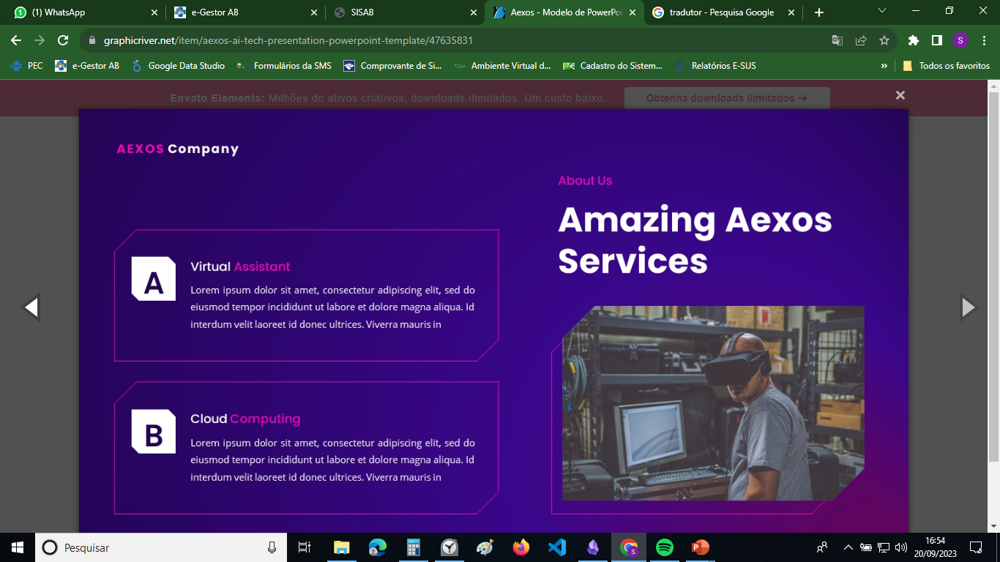 (1) WhatsApp
e-Gestor AB
SISAB
Aexos - Modelo de PowerPoi
tradutor - Pesquisa Google
graphicriver.net/item/aexos-ai-tech-presentation-powerpoint-template/47635831
S
PEC
e-Gestor AB
Google Data Studio
Formulários da SMS
Comprovante de Si...
Ambiente Virtual d...
Cadastro do Sistem...
Relatórios E-SUS
»
Todos os favoritos
Envato Elements: Milhões de ativos criativos, downloads ilimitados. Um custo baixo.
Obtenha downloads ilimitados ➔
AEXOS Company
A
Virtual Assistant
Lorem ipsum dolor sit amet, consectetur adipiscing elit, sed do
eiusmod tempor incididunt ut labore et dolore magna aliqua. Id
interdum velit laoreet id donec ultrices. Viverra mauris in
B
Cloud Computing
Lorem ipsum dolor sit amet, consectetur adipiscing elit, sed do
eiusmod tempor incididunt ut labore et dolore magna aliqua. Id
interdum velit laoreet id donec ultrices. Viverra mauris in
About Us
Amazing Aexos
Services
Pesquisar
16:54
20/09/2023